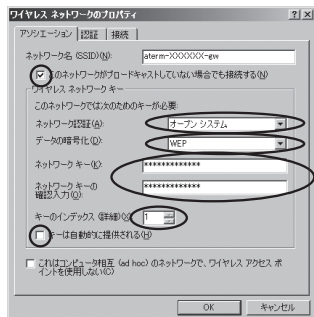 ワイヤレス ネットワークのプロパティ
アソシエーション 認証 接続
ネットワーク名 (SSID)(N): aterm-XXXXXX-gw
このネットワークがブロードキャストしていない場合でも接続する(N)
ワイヤレス ネットワーク キー
このネットワークでは次のためのキーが必要:
ネットワーク認証(A): オープン システム
データの暗号化(D): WEP
ネットワーク キー(K): *************
ネットワーク キーの
確認入力(O): *************
キーのインデックス (詳細)(X): 1
キーは自動的に提供される(H)
これはコンピュータ相互 (ad hoc) のネットワークで、ワイヤレス アクセス ポ
イントを使用しない(C)
OK キャンセル